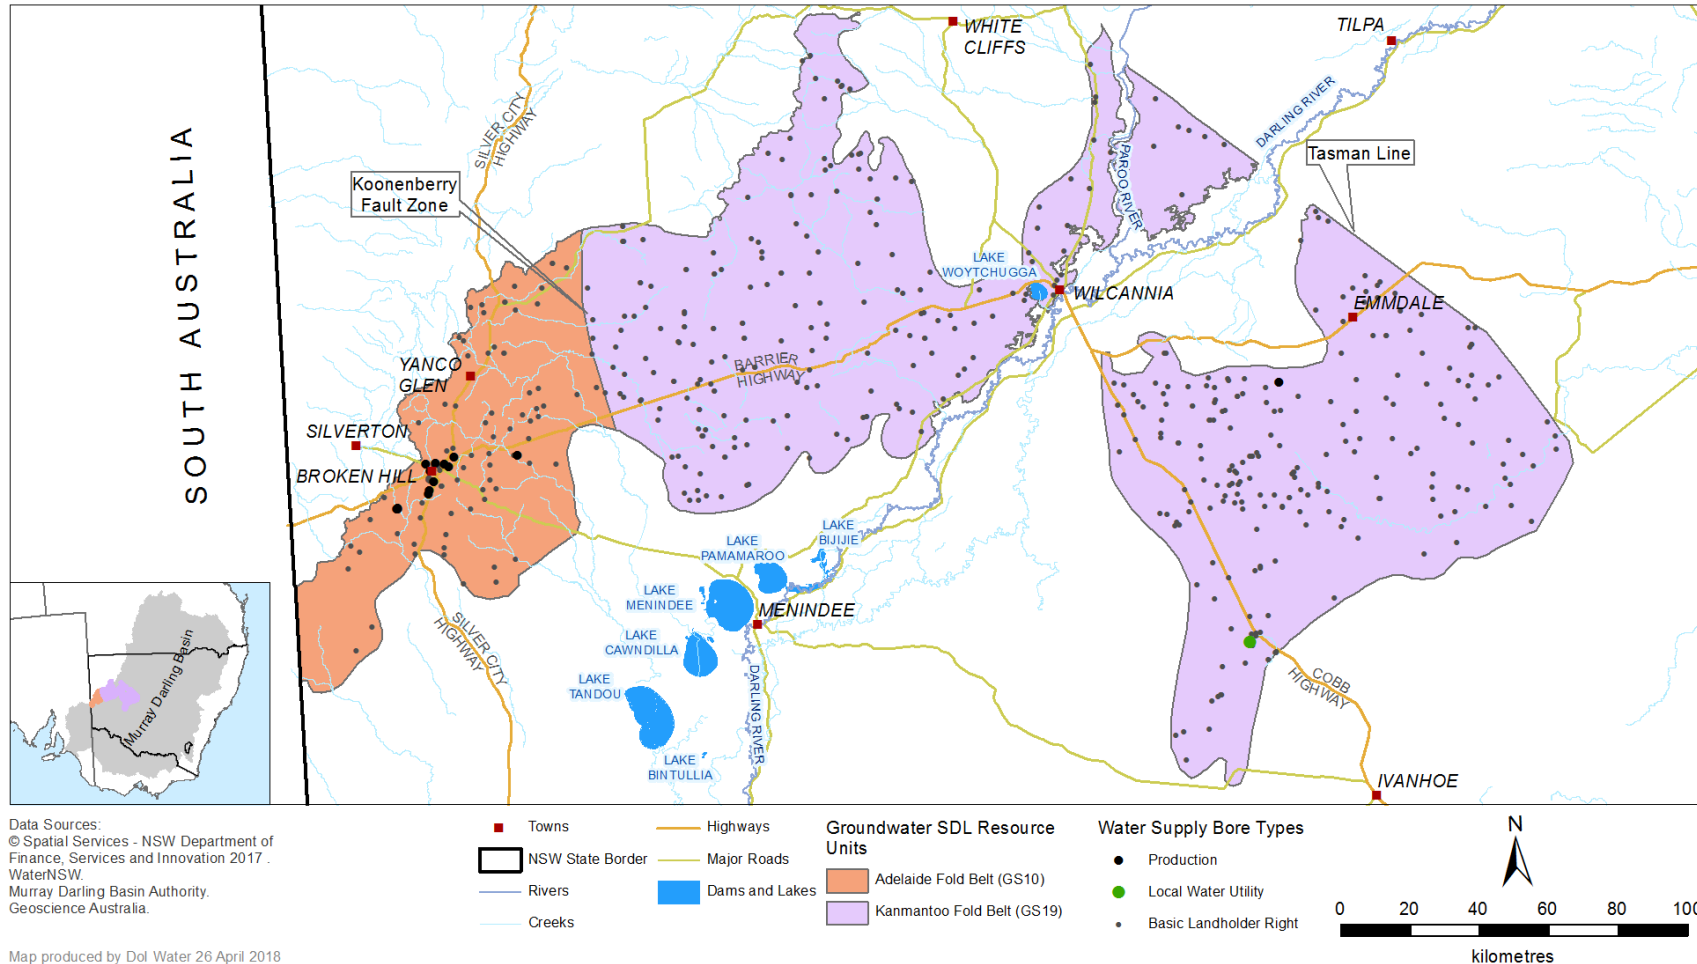 WHITE
CLIFFS
TILPA
SILVER CITY
HIGHWAY
DARLING RIVER
PAROO RIVER
Tasman Line
Koonenberry
Fault Zone
SOUTH AUSTRALIA
LAKE
WOYTCHUGGA
WILCANNIA
EMMDALE
YANCO
GLEN
BARRIER
HIGHWAY
SILVERTON
BROKEN HILL
LAKE
BIJIJIE
LAKE
PAMAMAROO
LAKE
MENINDEE
MENINDEE
SILVER CITY
HIGHWAY
LAKE
CAWNDILLA
LAKE
TANDOU
DARLING RIVER
COBB
HIGHWAY
LAKE
BINTULLIA
IVANHOE
Murray Darling Basin
Data Sources:
© Spatial Services - NSW Department of
Finance, Services and Innovation 2017 .
WaterNSW.
Murray Darling Basin Authority.
Geoscience Australia.
Map produced by DoI Water 26 April 2018
Towns
NSW State Border
Rivers
Creeks
Highways
Major Roads
Dams and Lakes
Groundwater SDL Resource
Units
Adelaide Fold Belt (GS10)
Kanmantoo Fold Belt (GS19)
Water Supply Bore Types
Production
Local Water Utility
Basic Landholder Right
N
0 20 40 60 80 100
kilometres